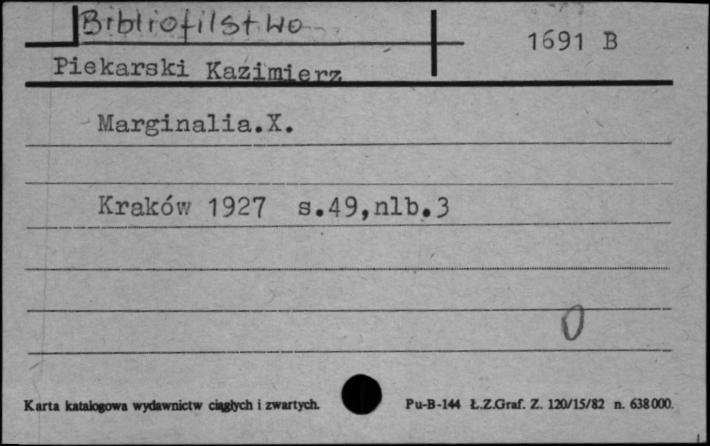 Bibliofilstwo
1691 B
Piekarski Kazimierz
Marginalia.X.
Kraków 1927 s.49,nlb.3
0
Karta katalogowa wydawnictw ciągłych i zwartych.
Pu-B-144 Ł.Z.Graf. Z. 120/15/82 n. 638000.